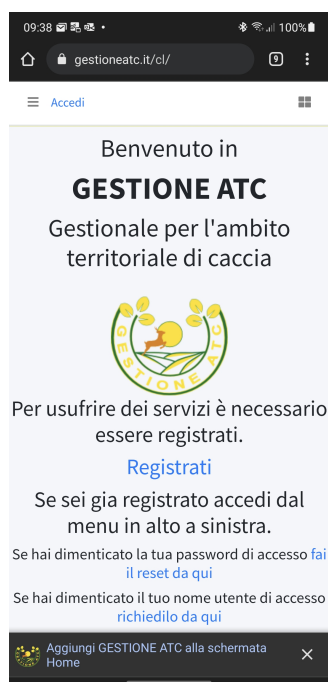 09:38
100%
gestioneatc.it/cl/
9
Accedi
Benvenuto in
GESTIONE ATC
Gestionale per l'ambito
territoriale di caccia
GESTIONE ATC
Per usufrire dei servizi è necessario
essere registrati.
Registrati
Se sei gia registrato accedi dal
menu in alto a sinistra.
Se hai dimenticato la tua password di accesso fai
il reset da qui
Se hai dimenticato il tuo nome utente di accesso
richiedilo da qui
Aggiungi GESTIONE ATC alla schermata
Home